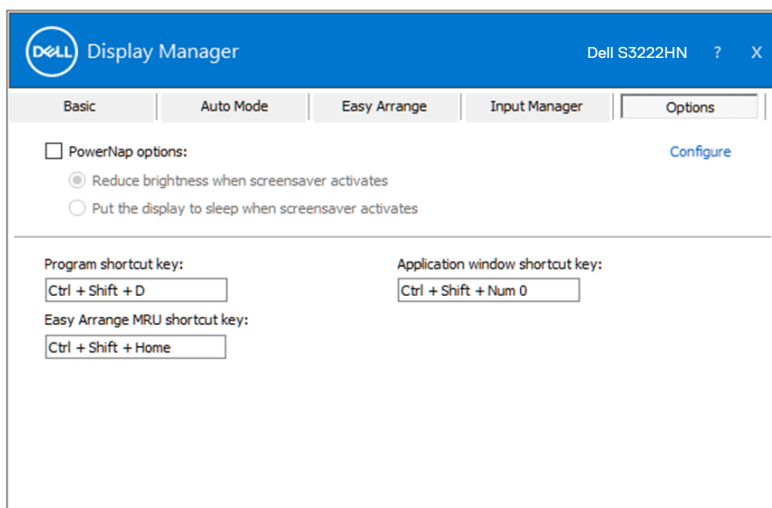 DELL Display Manager Dell S3222HN ? X
Basic Auto Mode Easy Arrange Input Manager Options
PowerNap options: Configure
Reduce brightness when screensaver activates
Put the display to sleep when screensaver activates
Program shortcut key: Application window shortcut key:
Ctrl + Shift + D Ctrl + Shift + Num 0
Easy Arrange MRU shortcut key:
Ctrl + Shift + Home